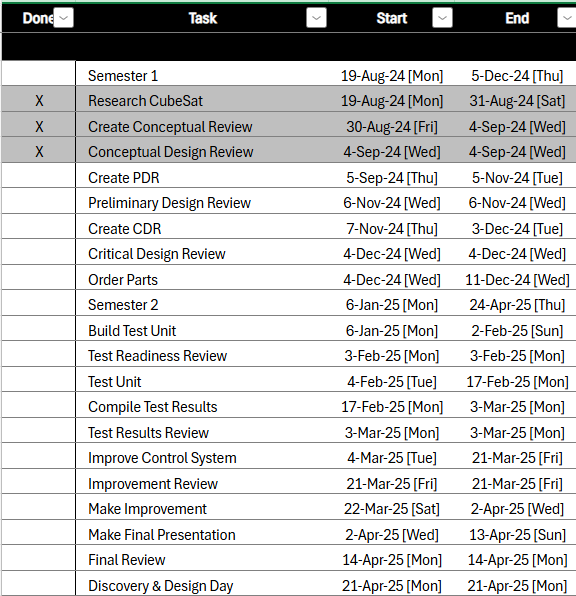 Done Task Start End
Semester 1 19-Aug-24 [Mon] 5-Dec-24 [Thu]
X Research CubeSat 19-Aug-24 [Mon] 31-Aug-24 [Sat]
X Create Conceptual Review 30-Aug-24 [Fri] 4-Sep-24 [Wed]
X Conceptual Design Review 4-Sep-24 [Wed] 4-Sep-24 [Wed]
Create PDR 5-Sep-24 [Thu] 5-Nov-24 [Tue]
Preliminary Design Review 6-Nov-24 [Wed] 6-Nov-24 [Wed]
Create CDR 7-Nov-24 [Thu] 3-Dec-24 [Tue]
Critical Design Review 4-Dec-24 [Wed] 4-Dec-24 [Wed]
Order Parts 4-Dec-24 [Wed] 11-Dec-24 [Wed]
Semester 2 6-Jan-25 [Mon] 24-Apr-25 [Thu]
Build Test Unit 6-Jan-25 [Mon] 2-Feb-25 [Sun]
Test Readiness Review 3-Feb-25 [Mon] 3-Feb-25 [Mon]
Test Unit 4-Feb-25 [Tue] 17-Feb-25 [Mon]
Compile Test Results 17-Feb-25 [Mon] 3-Mar-25 [Mon]
Test Results Review 3-Mar-25 [Mon] 3-Mar-25 [Mon]
Improve Control System 4-Mar-25 [Tue] 21-Mar-25 [Fri]
Improvement Review 21-Mar-25 [Fri] 21-Mar-25 [Fri]
Make Improvement 22-Mar-25 [Sat] 2-Apr-25 [Wed]
Make Final Presentation 2-Apr-25 [Wed] 13-Apr-25 [Sun]
Final Review 14-Apr-25 [Mon] 14-Apr-25 [Mon]
Discovery & Design Day 21-Apr-25 [Mon] 21-Apr-25 [Mon]